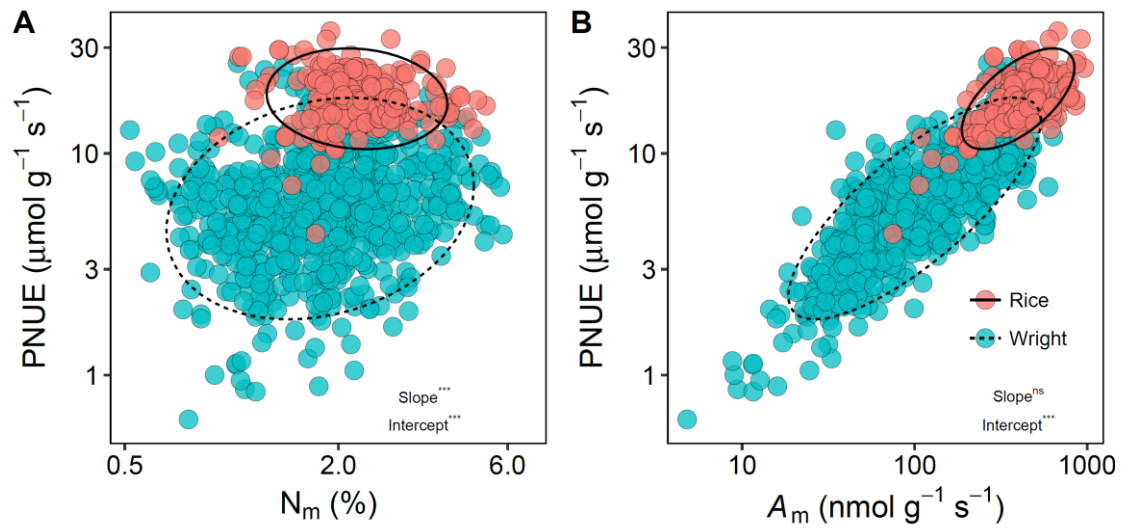 A
PNUE (μmol g⁻¹ s⁻¹)
30
10
3
1
Slope***
Intercept***
0.5
2.0
6.0
Nₘ (%)
B
PNUE (μmol g⁻¹ s⁻¹)
30
10
3
1
Rice
Wright
Slopeⁿˢ
Intercept***
10
100
1000
Aₘ (nmol g⁻¹ s⁻¹)